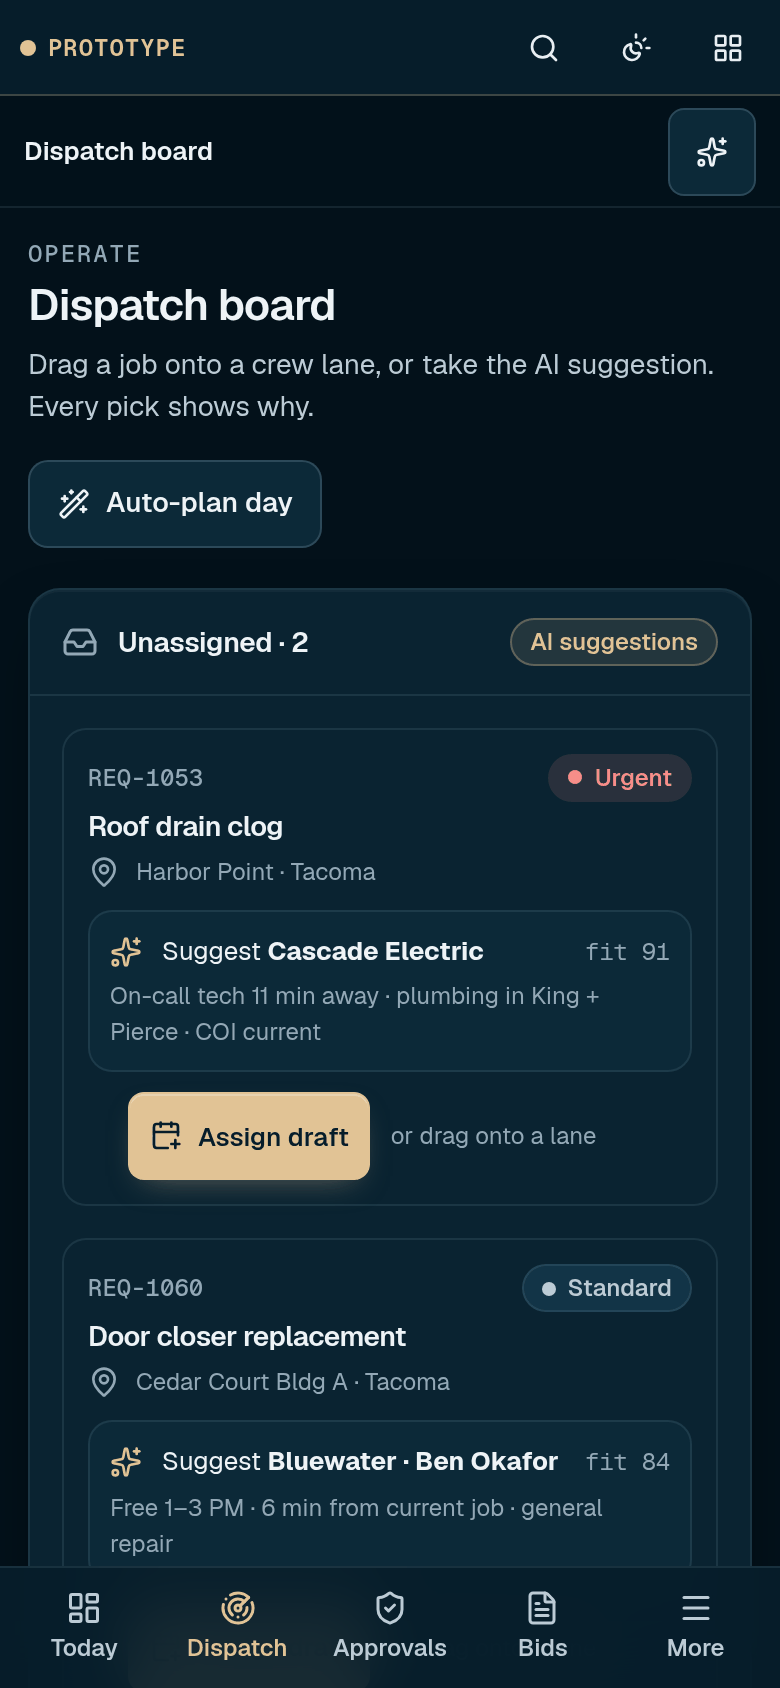 PROTOTYPE
Dispatch board
OPERATE
Dispatch board
Drag a job onto a crew lane, or take the AI suggestion.
Every pick shows why.
Auto-plan day
Unassigned · 2
AI suggestions
REQ-1053
Urgent
Roof drain clog
Harbor Point · Tacoma
Suggest Cascade Electric
fit 91
On-call tech 11 min away · plumbing in King +
Pierce · COI current
Assign draft
or drag onto a lane
REQ-1060
Standard
Door closer replacement
Cedar Court Bldg A · Tacoma
Suggest Bluewater · Ben Okafor
fit 84
Free 1–3 PM · 6 min from current job · general
repair
Today
Dispatch
Approvals
Bids
More